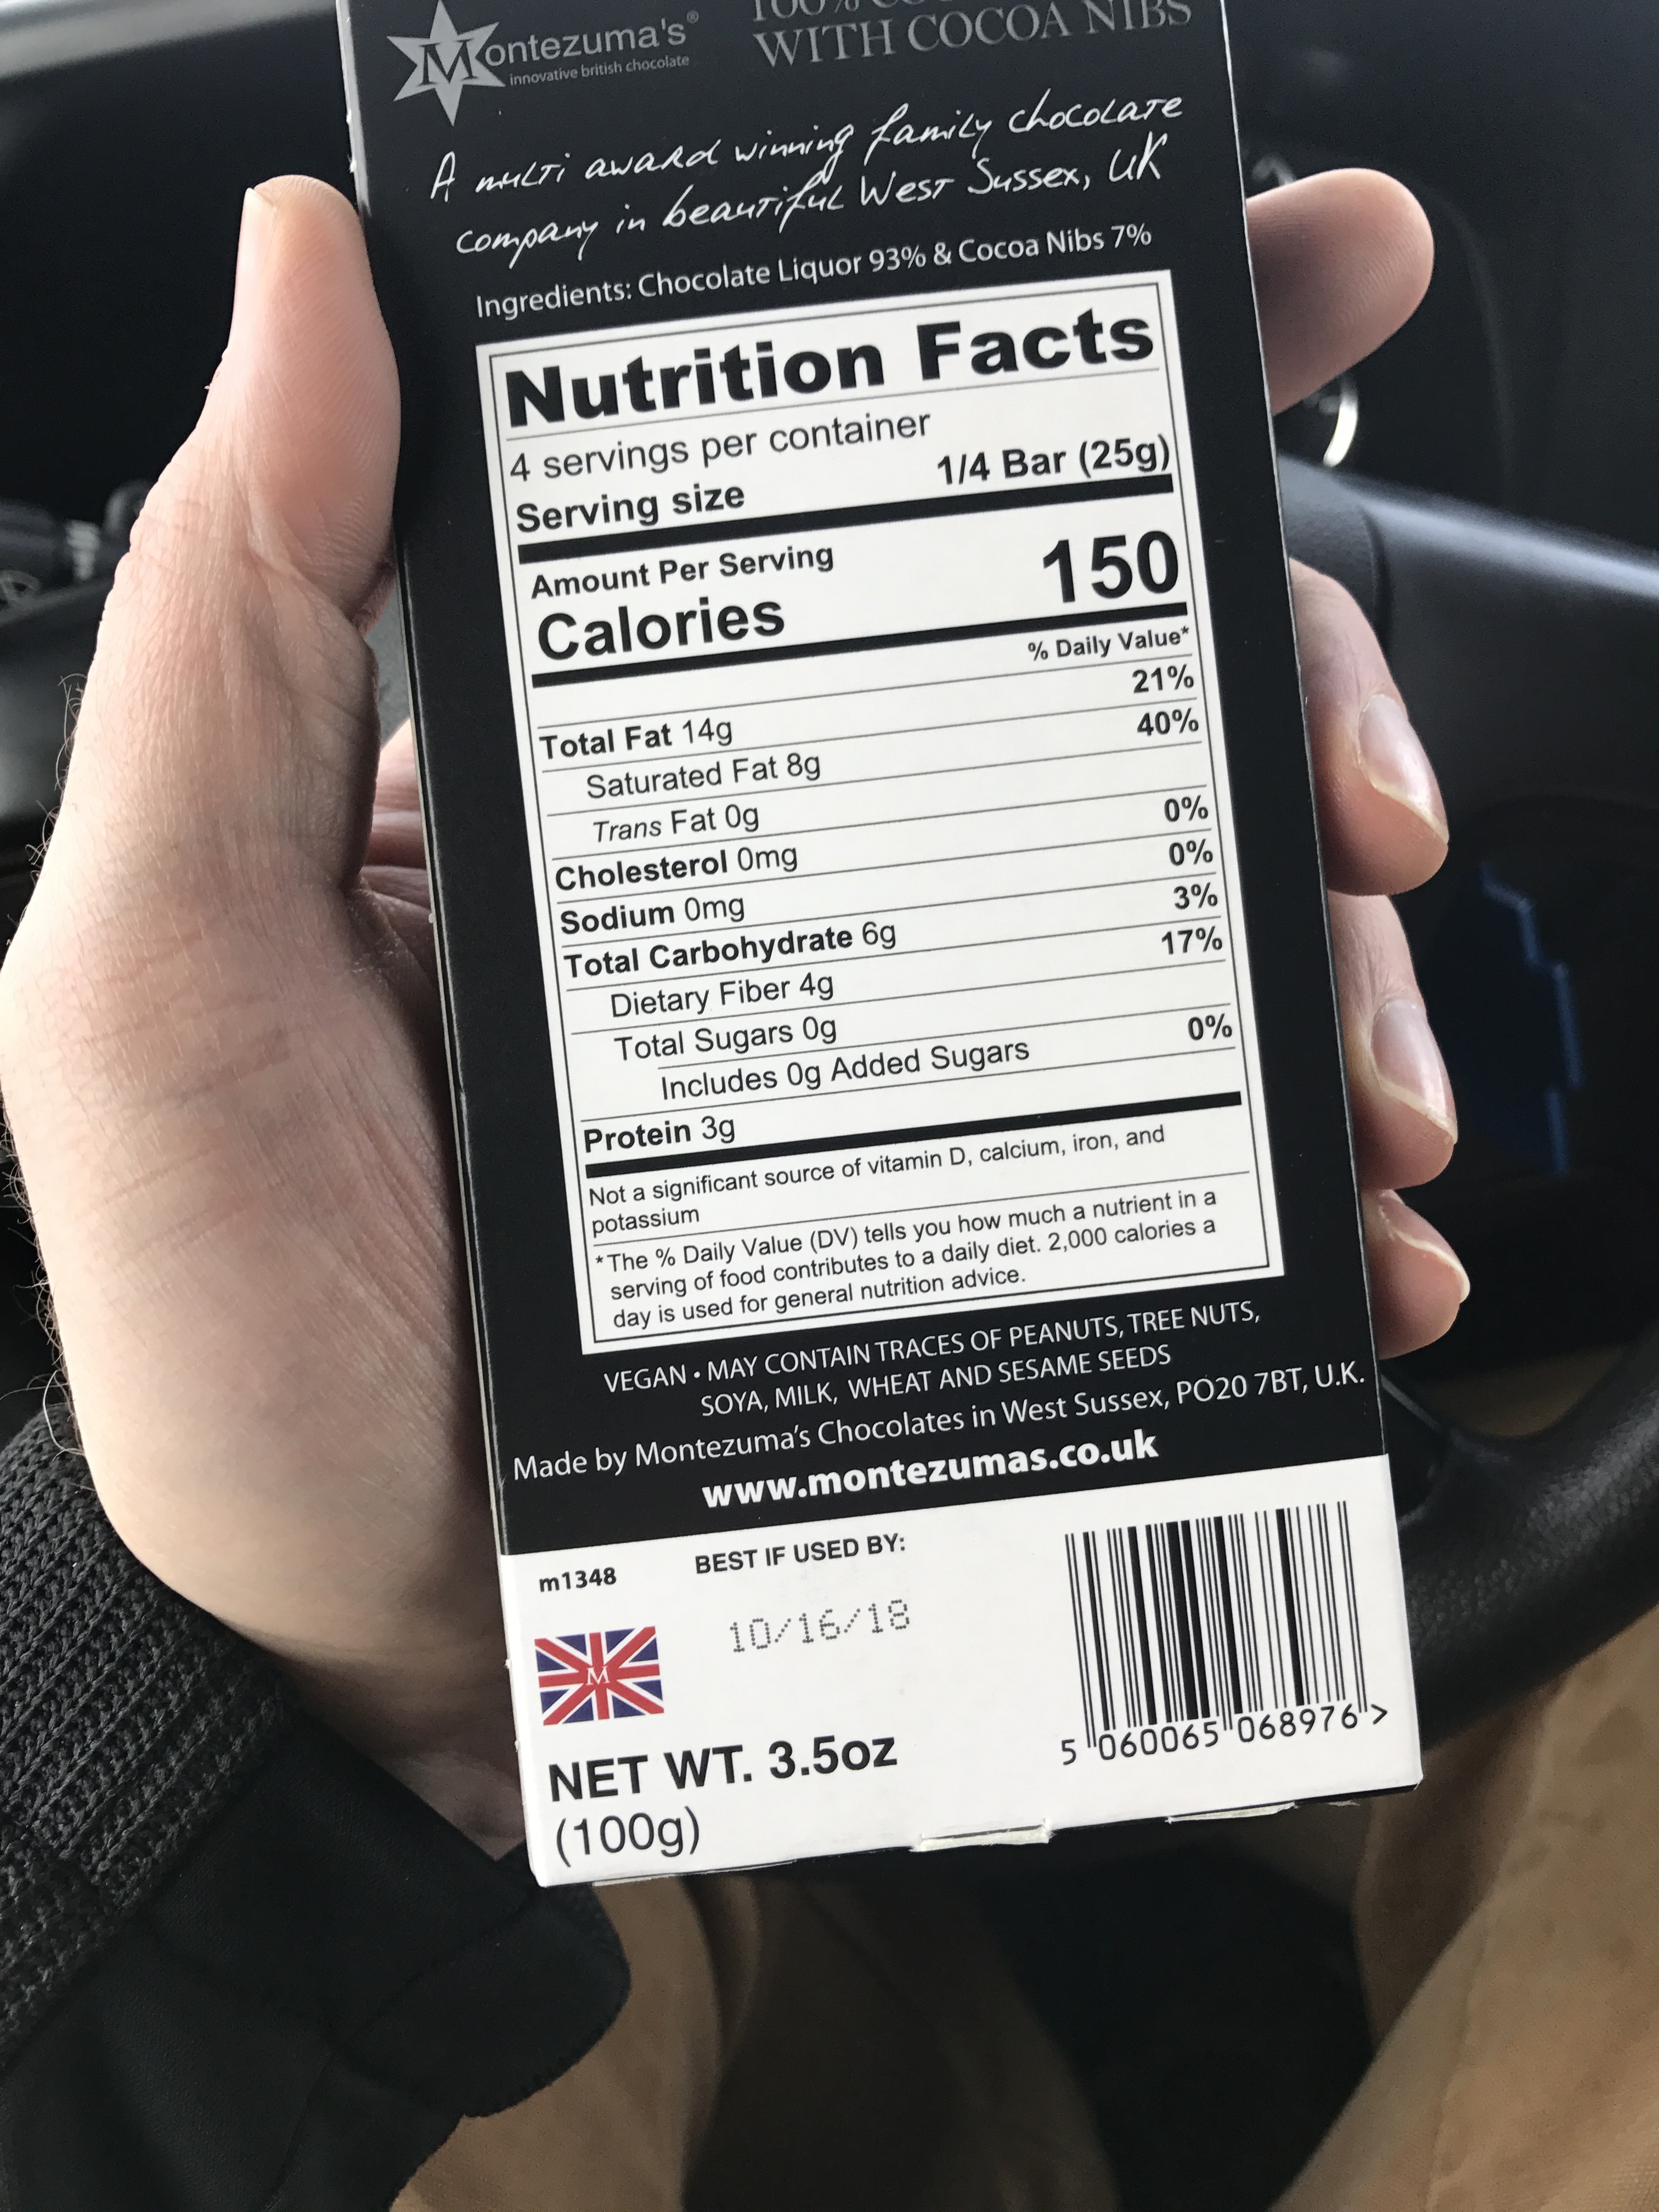 Montezuma's®
innovative british chocolate
100% CO
WITH COCOA NIBS
A multi award winning family chocolate
company in beautiful West Sussex, UK
Ingredients: Chocolate Liquor 93% & Cocoa Nibs 7%
Nutrition Facts
4 servings per container
Serving size 1/4 Bar (25g)
Amount Per Serving
Calories 150
% Daily Value*
Total Fat 14g 21%
Saturated Fat 8g 40%
Trans Fat 0g
Cholesterol 0mg 0%
Sodium 0mg 0%
Total Carbohydrate 6g 3%
Dietary Fiber 4g 17%
Total Sugars 0g
Includes 0g Added Sugars 0%
Protein 3g
Not a significant source of vitamin D, calcium, iron, and
potassium
*The % Daily Value (DV) tells you how much a nutrient in a
serving of food contributes to a daily diet. 2,000 calories a
day is used for general nutrition advice.
VEGAN • MAY CONTAIN TRACES OF PEANUTS, TREE NUTS,
SOYA, MILK, WHEAT AND SESAME SEEDS
Made by Montezuma's Chocolates in West Sussex, PO20 7BT, U.K.
www.montezumas.co.uk
m1348
BEST IF USED BY:
10/16/18
M
NET WT. 3.5oz
(100g)
5 060065 068976 >